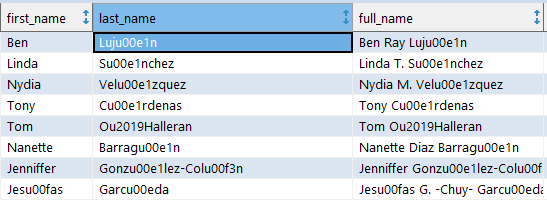 first_name last_name full_name
Ben Luju00e1n Ben Ray Luju00e1n
Linda Su00e1nchez Linda T. Su00e1nchez
Nydia Velu00e1zquez Nydia M. Velu00e1zquez
Tony Cu00e1rdenas Tony Cu00e1rdenas
Tom Ou2019Halleran Tom Ou2019Halleran
Nanette Barragu00e1n Nanette Diaz Barragu00e1n
Jenniffer Gonzu00e1lez-Colu00f3n Jenniffer Gonzu00e1lez-Colu00f3n
Jesu00fas Garcu00eda Jesu00fas G. -Chuy- Garcu00eda